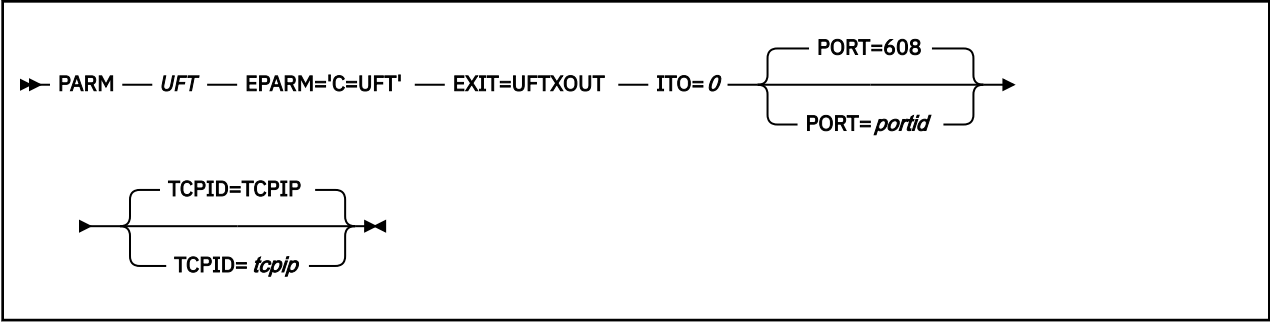 PORT=608
PARM UFT EPARM='C=UFT' EXIT=UFTXOUT ITO=0
PORT=portid
TCPID=TCPIP
TCPID=tcpip